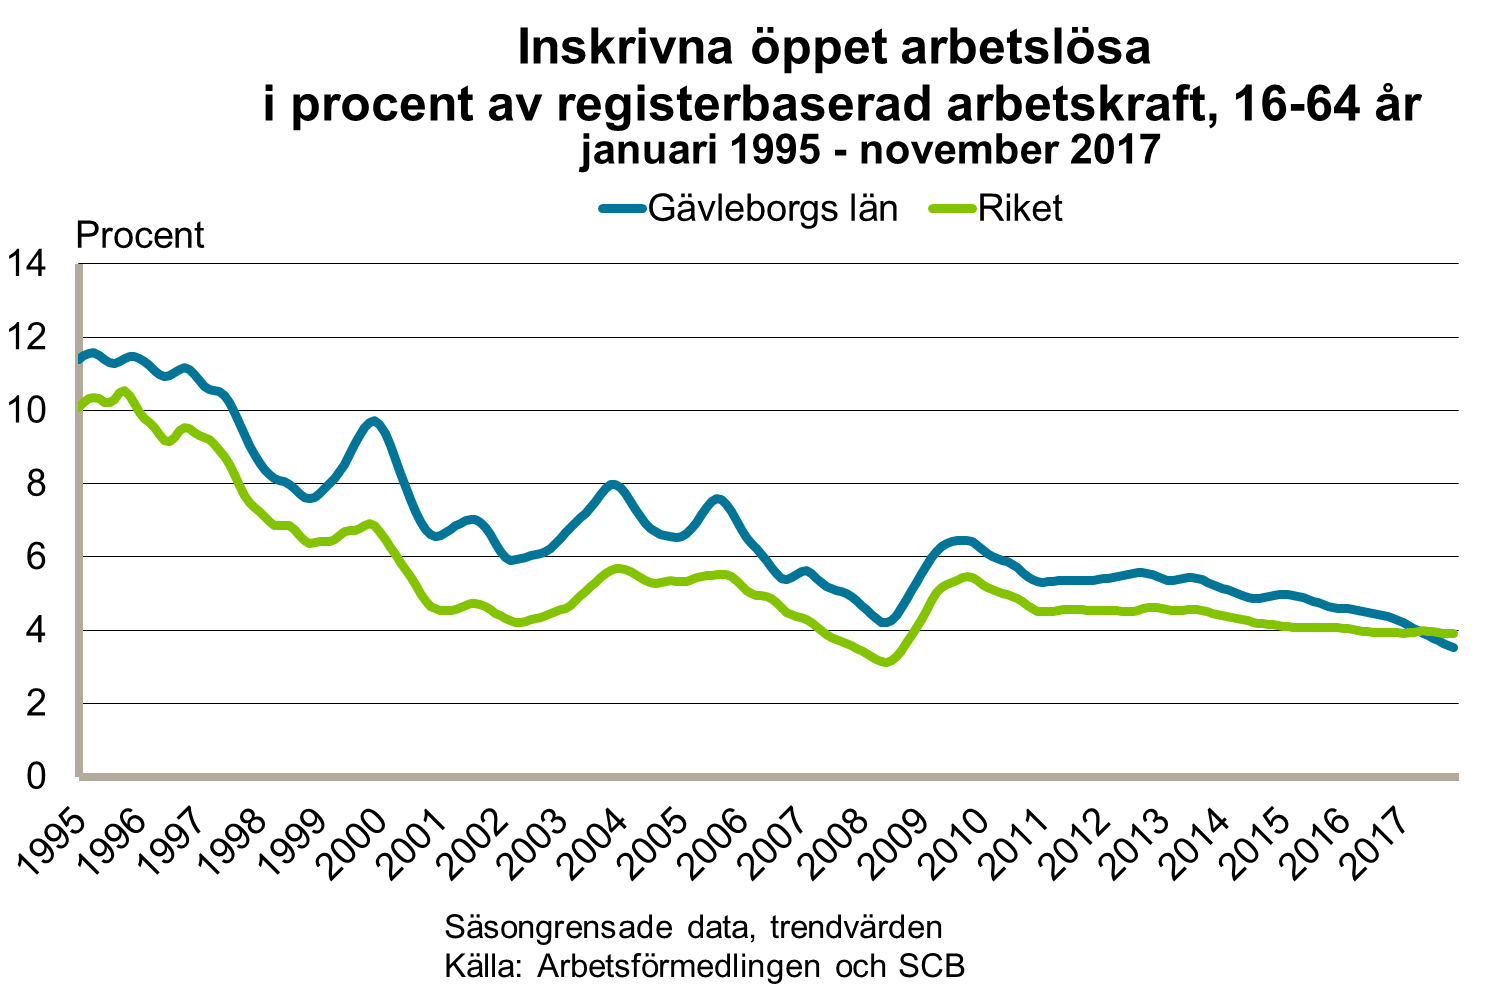 Inskrivna öppet arbetslösa
i procent av registerbaserad arbetskraft, 16-64 år
januari 1995 - november 2017
Gävleborgs län Riket
Procent
14
12
10
8
6
4
2
0
1995 1996 1997 1998 1999 2000 2001 2002 2003 2004 2005 2006 2007 2008 2009 2010 2011 2012 2013 2014 2015 2016 2017
Säsongrensade data, trendvärden
Källa: Arbetsförmedlingen och SCB